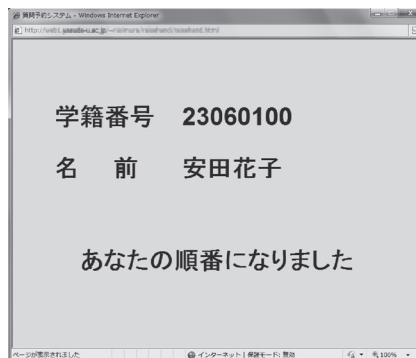 質問予約システム - Windows Internet Explorer
学籍番号 23060100
名 前 安田花子
あなたの順番になりました
ページが表示されました インターネット | 保護モード: 無効 100%